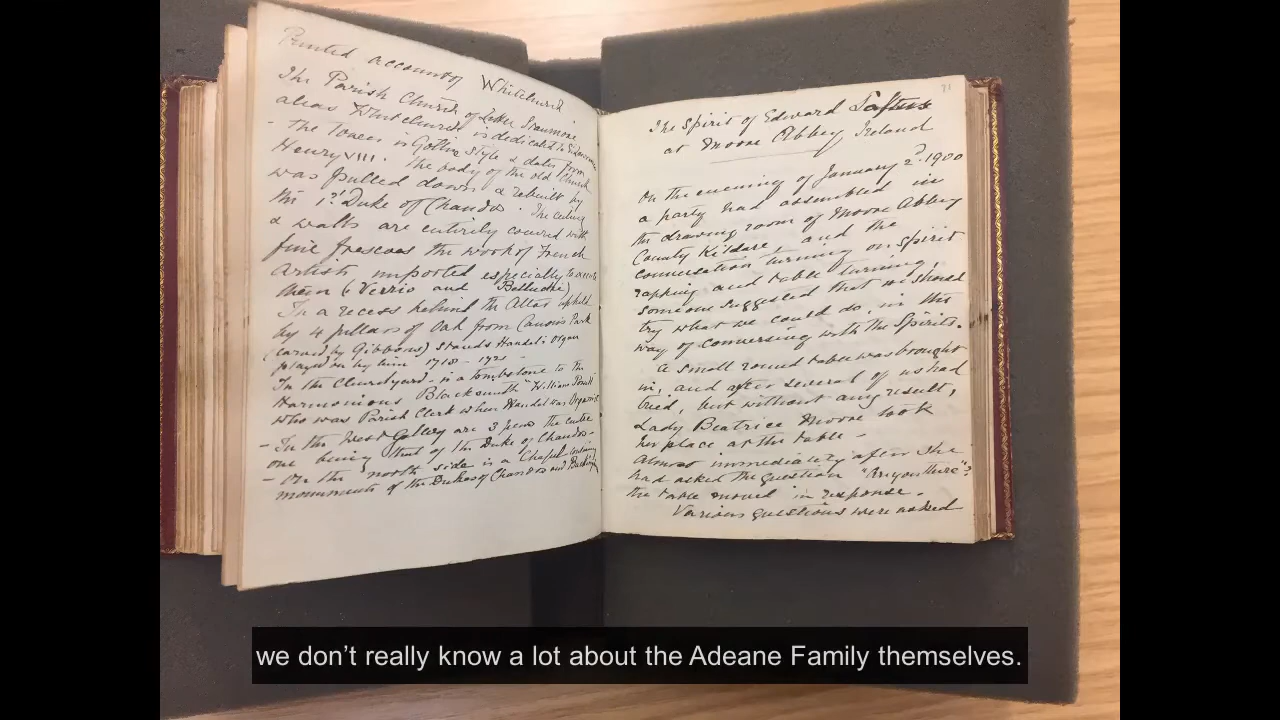 Printed account of Whitchurch
The Parish Church of Little Stanmore
alias Whitchurch is dedicated to
- the Tower is Gothic style & dates from
Henry VIII. The body of the old Church
was pulled down & rebuilt by
the 1st Duke of Chandos. The ceiling
& walls are entirely covered with
fine frescoes the work of French
Artists imported especially to execute
them (Verrio and Bellucci)
In a recess behind the Altar upheld
by 4 pillars of Oak from Canons Park
(carved by Gibbons) stands Handel's Organ
played on by him 1718 - 1721 -
In the Churchyard - is a tombstone to the
Harmonious Blacksmith "William Powell"
who was Parish Clerk when Handel was Organist
- In the West Gallery are 3 pews the centre
one being that of the Duke of Chandos -
- On the north side is a Chapel containing
monuments of the Dukes of Chandos and
71
The Spirit of Edward Loftus
at Moore Abbey Ireland
On the evening of January 2d. 1900
a party had assembled in
the drawing room of Moore Abbey
County Kildare, and the
conversation turning on spirit
rapping and table turning,
someone suggested that we should
try what we could do, in the
way of conversing with the Spirits.
A small round table was brought
in, and after several of us had
tried, but without any result,
Lady Beatrice Moore took
her place at the table -
Almost immediately after she
had asked the question "Are you there"?
the table moved in response.
Various questions were asked
we don't really know a lot about the Adeane Family themselves.